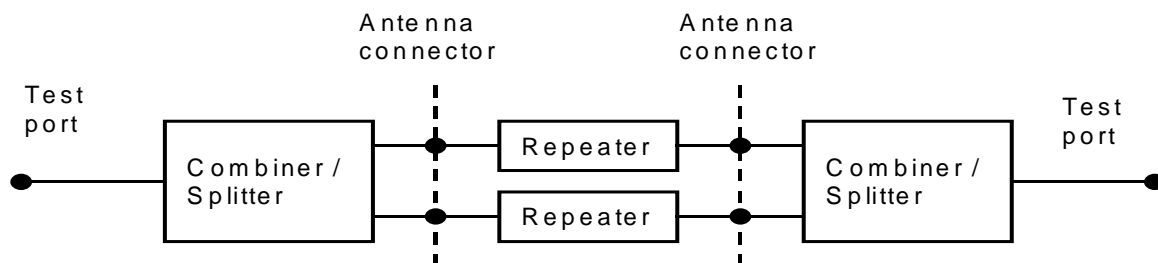 Antenna
connector
Antenna
connector
Test
port
Test
port
Combiner/
Splitter
Repeater
Repeater
Combiner/
Splitter